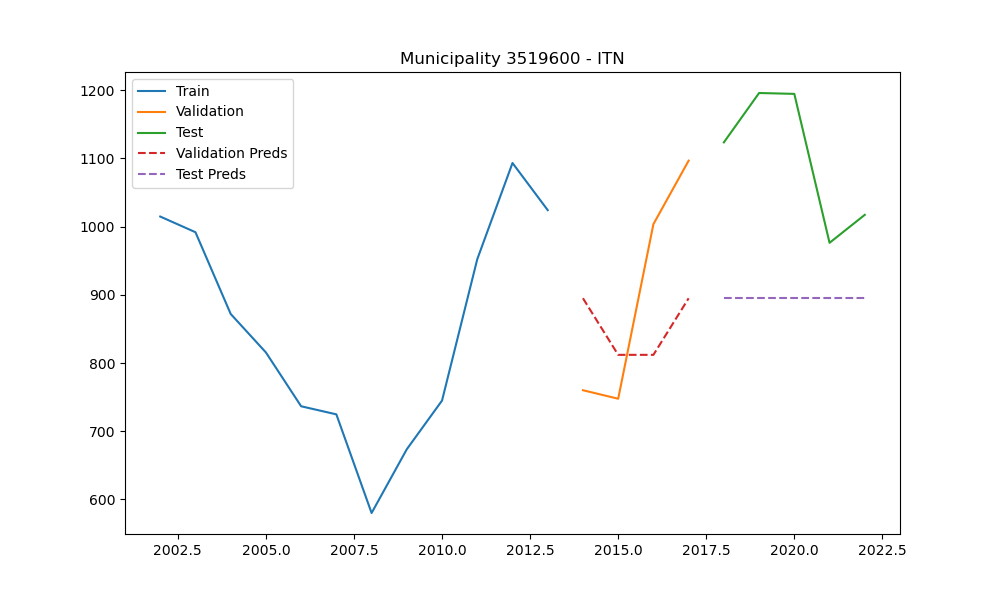 Municipality 3519600 - ITN
Train
Validation
Test
Validation Preds
Test Preds
1200
1100
1000
900
800
700
600
2002.5 2005.0 2007.5 2010.0 2012.5 2015.0 2017.5 2020.0 2022.5